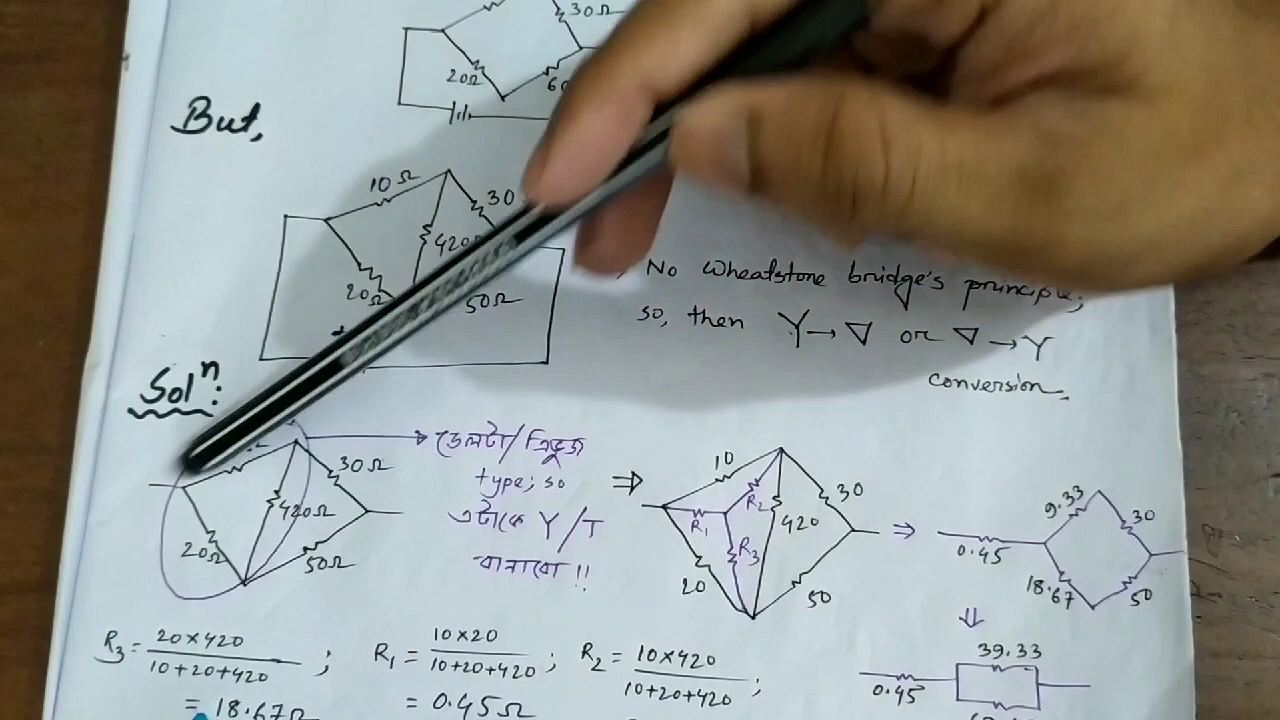 30Ω
20Ω
But,
10Ω
30
420
20Ω
50Ω
No wheatstone bridge's principle,
so, then Y→∇ or ∇→Y
conversion.
Solⁿ:
30Ω
420Ω
20Ω
50Ω
ডেলটা/ত্রিভুজ
type; so
এটাকে Y/T
বানাবো !!
⇒
10
30
R₂
R₁
420
R₃
20
50
⇒
9.33
30
0.45
18.67
50
⇓
39.33
0.45
R₃ = 20×420 / 10+20+420 ;
= 18.67Ω
R₁ = 10×20 / 10+20+420 ;
= 0.45Ω
R₂ = 10×420 / 10+20+420 ;